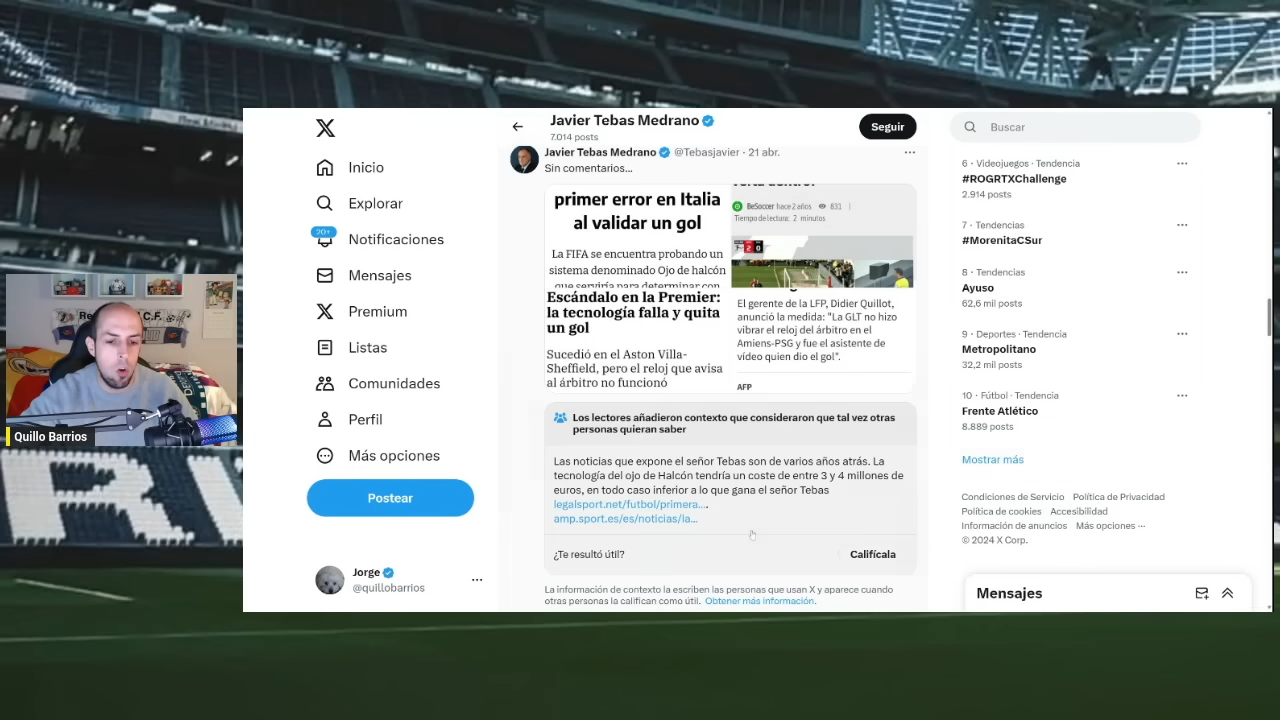 Javier Tebas Medrano
7.014 posts
Seguir
Buscar
Inicio
Explorar
20+
Notificaciones
Mensajes
Premium
Listas
Comunidades
Perfil
Más opciones
Postear
Jorge
@quillobarrios
Javier Tebas Medrano @Tebasjavier · 21 abr.
Sin comentarios...
primer error en Italia
al validar un gol
La FIFA se encuentra probando un
sistema denominado Ojo de halcón
que serviría para determinar con
Escándalo en la Premier:
la tecnología falla y quita
un gol
Sucedió en el Aston Villa-
Sheffield, pero el reloj que avisa
al árbitro no funcionó
BeSoccer hace 2 años 831
Tiempo de lectura: 2 minutos
2 0
El gerente de la LFP, Didier Quillot,
anunció la medida: "La GLT no hizo
vibrar el reloj del árbitro en el
Amiens-PSG y fue el asistente de
vídeo quien dio el gol".
AFP
Los lectores añadieron contexto que consideraron que tal vez otras
personas quieran saber
Las noticias que expone el señor Tebas son de varios años atrás. La
tecnología del ojo de Halcón tendría un coste de entre 3 y 4 millones de
euros, en todo caso inferior a lo que gana el señor Tebas
legalsport.net/futbol/primera....
amp.sport.es/es/noticias/la...
¿Te resultó útil?
Califícala
La información de contexto la escriben las personas que usan X y aparece cuando
otras personas la califican como útil. Obtener más información.
6 · Videojuegos · Tendencia
#ROGRTXChallenge
2.914 posts
7 · Tendencias
#MorenitaCSur
8 · Tendencias
Ayuso
62,6 mil posts
9 · Deportes · Tendencia
Metropolitano
32,2 mil posts
10 · Fútbol · Tendencia
Frente Atlético
8.889 posts
Mostrar más
Condiciones de Servicio Política de Privacidad
Política de cookies Accesibilidad
Información de anuncios Más opciones ···
© 2024 X Corp.
Mensajes
Quillo Barrios